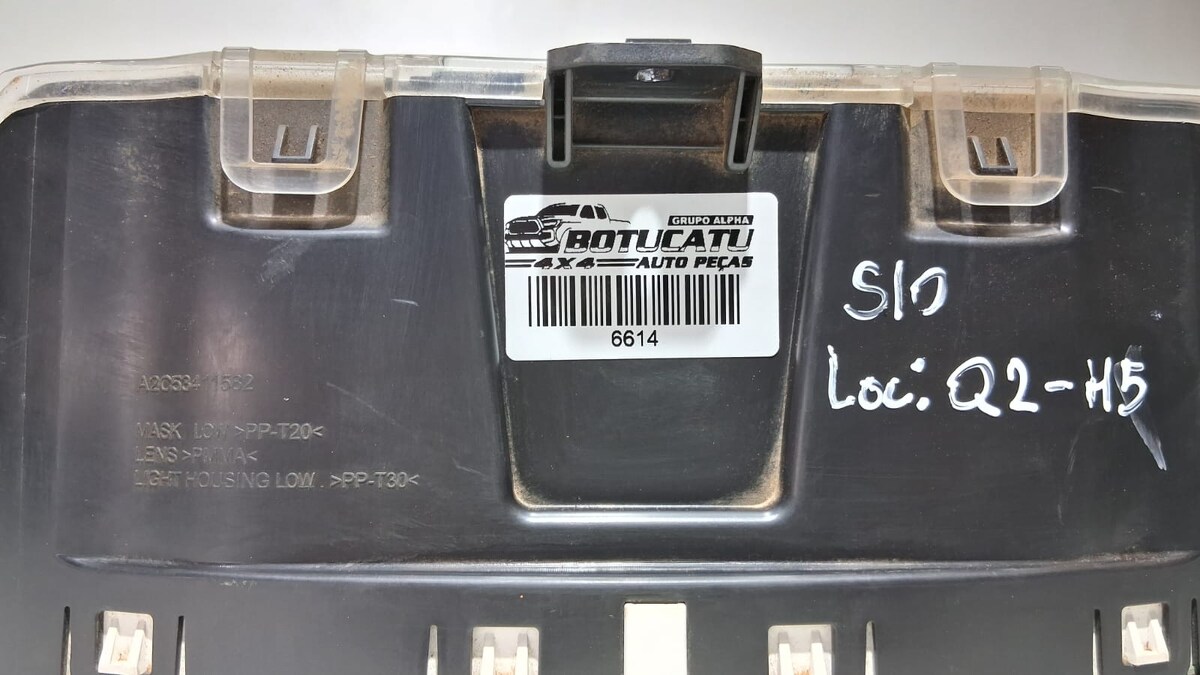 GRUPO ALPHA
BOTUCATU
4X4 AUTO PEÇAS
6614
S10
Loc: Q2-H5
MASK LOW >PP-T20<
LENS >PMMA<
LIGHT HOUSING LOW . >PP-T30<